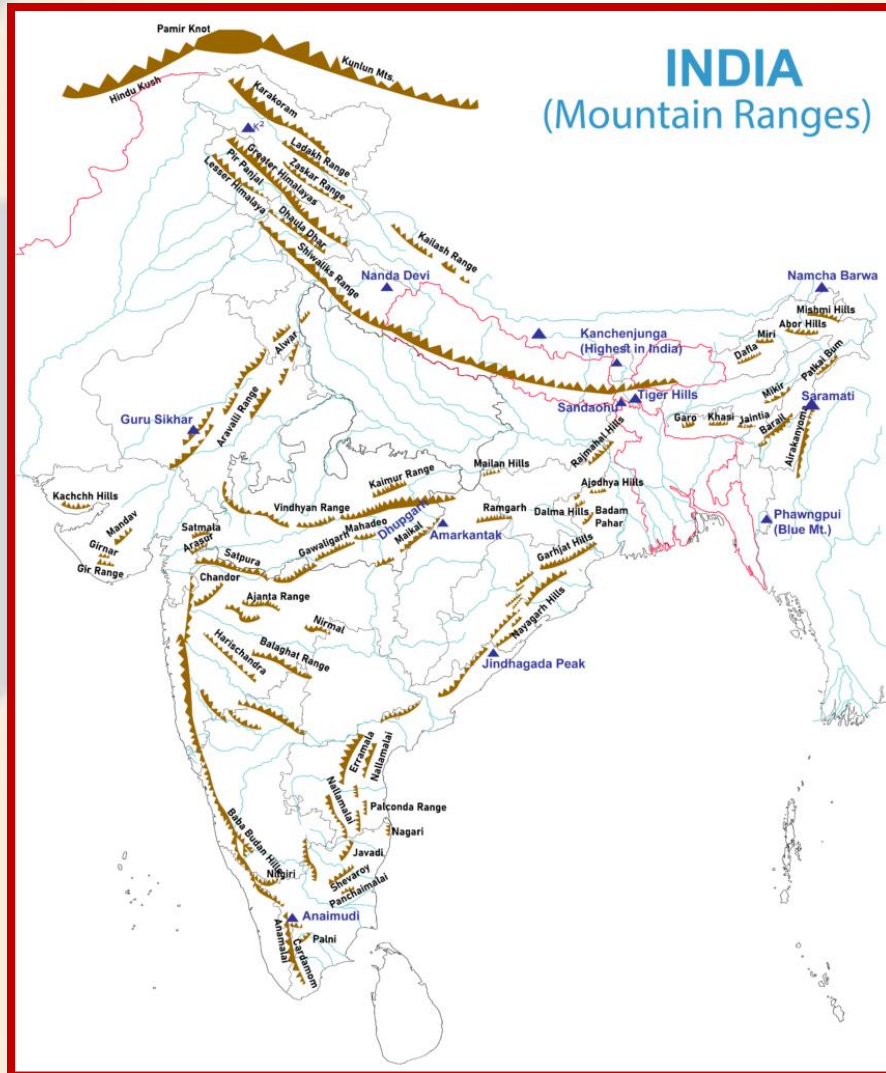 INDIA
(Mountain Ranges)
Pamir Knot
Hindu Kush
Kunlun Mts.
Karakoram
K²
Ladakh Range
Zaskar Range
Greater Himalayas
Pir Panjal
Lesser Himalaya
Dhaula Dhar
Shiwaliks Range
Kailash Range
Nanda Devi
Namcha Barwa
Mishmi Hills
Abor Hills
Miri
Dafla
Kanchenjunga
(Highest in India)
Patkai Bum
Mikir
Saramati
Tiger Hills
Sandaohu
Garo
Khasi
Jaintia
Barail
Airakanyoma
Alwar
Aravalli Range
Guru Sikhar
Rajmahal Hills
Mailan Hills
Kaimur Range
Kachchh Hills
Vindhyan Range
Ajodhya Hills
Mandav
Satmala
Arasur
Mahadeo
Dhupgarh
Ramgarh
Dalma Hills
Badam
Pahar
Phawngpui
(Blue Mt.)
Girnar
Gir Range
Gawaligarh
Maikal
Amarkantak
Satpura
Garhjat Hills
Chandor
Ajanta Range
Nirmal
Nayagarh Hills
Harischandra
Balaghat Range
Jindhagada Peak
Erramala
Nallamalai
Nallamalai
Palconda Range
Nagari
Baba Budan Hills
Javadi
Nilgiri
Shevaroy
Panchaimalai
Anaimudi
Palni
Anamalai
Cardamom